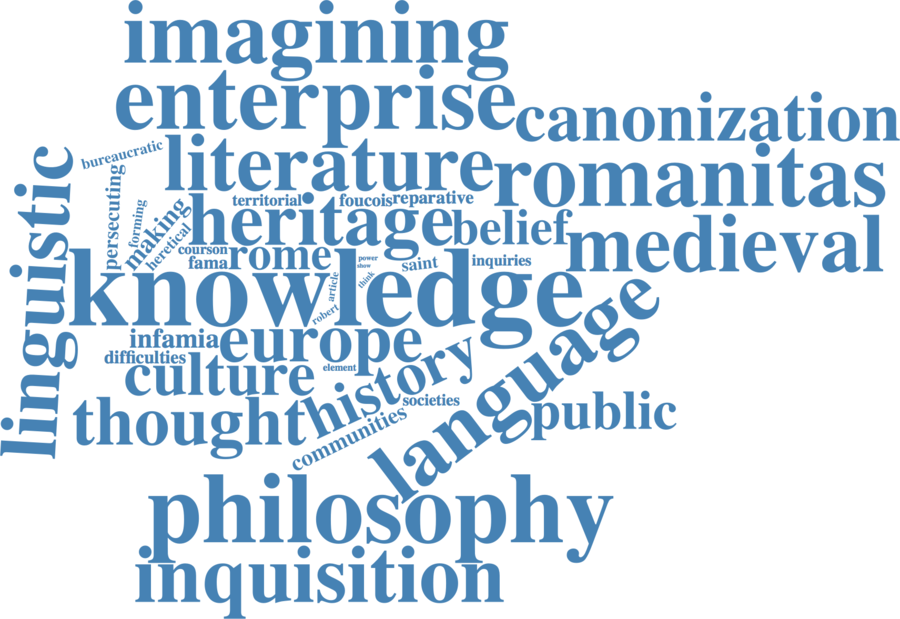 imagining
enterprise
canonization
literature
romanitas
bureaucratic
linguistic
persecuting
forming
making
heretical
territorial
foucois
reparative
heritage
belief
medieval
courson
fama
rome
power
show
think
article
robert
saint
inquiries
knowledge
language
infamia
europe
difficulties
element
culture
history
societies
communities
thought
public
philosophy
inquisition